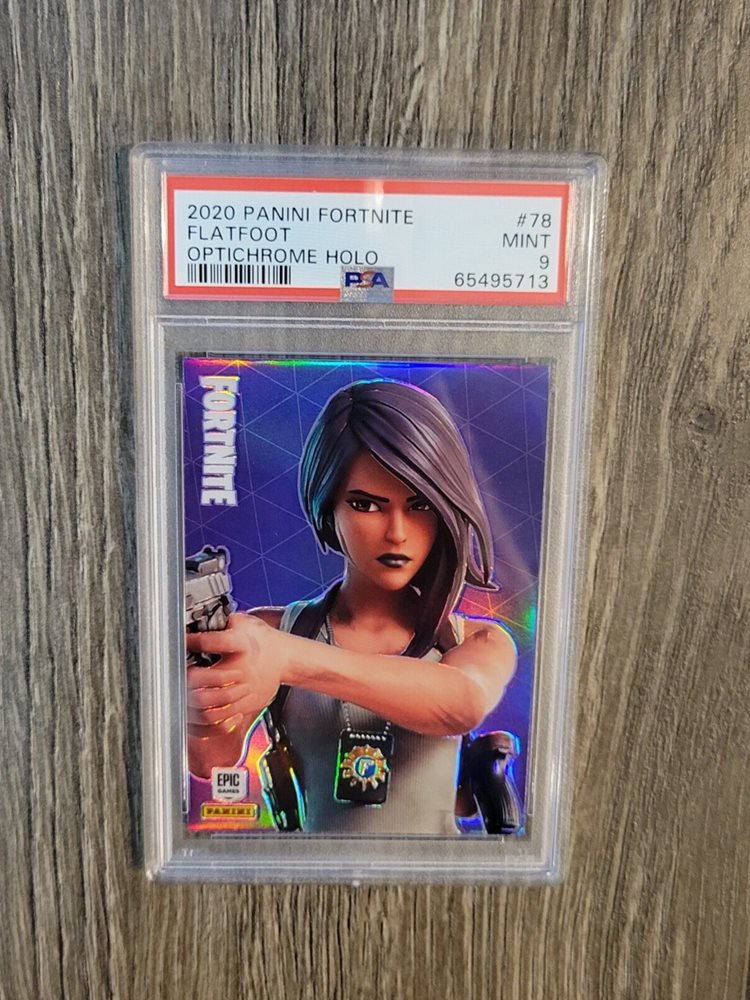 2020 PANINI FORTNITE #78
FLATFOOT MINT
OPTICHROME HOLO 9
PSA 65495713
FORTNITE
F
EPIC
GAMES
PANINI